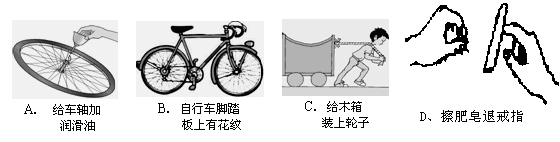 A. 给车轴加
润滑油
B. 自行车脚踏
板上有花纹
C. 给木箱
装上轮子
D、擦肥皂退戒指